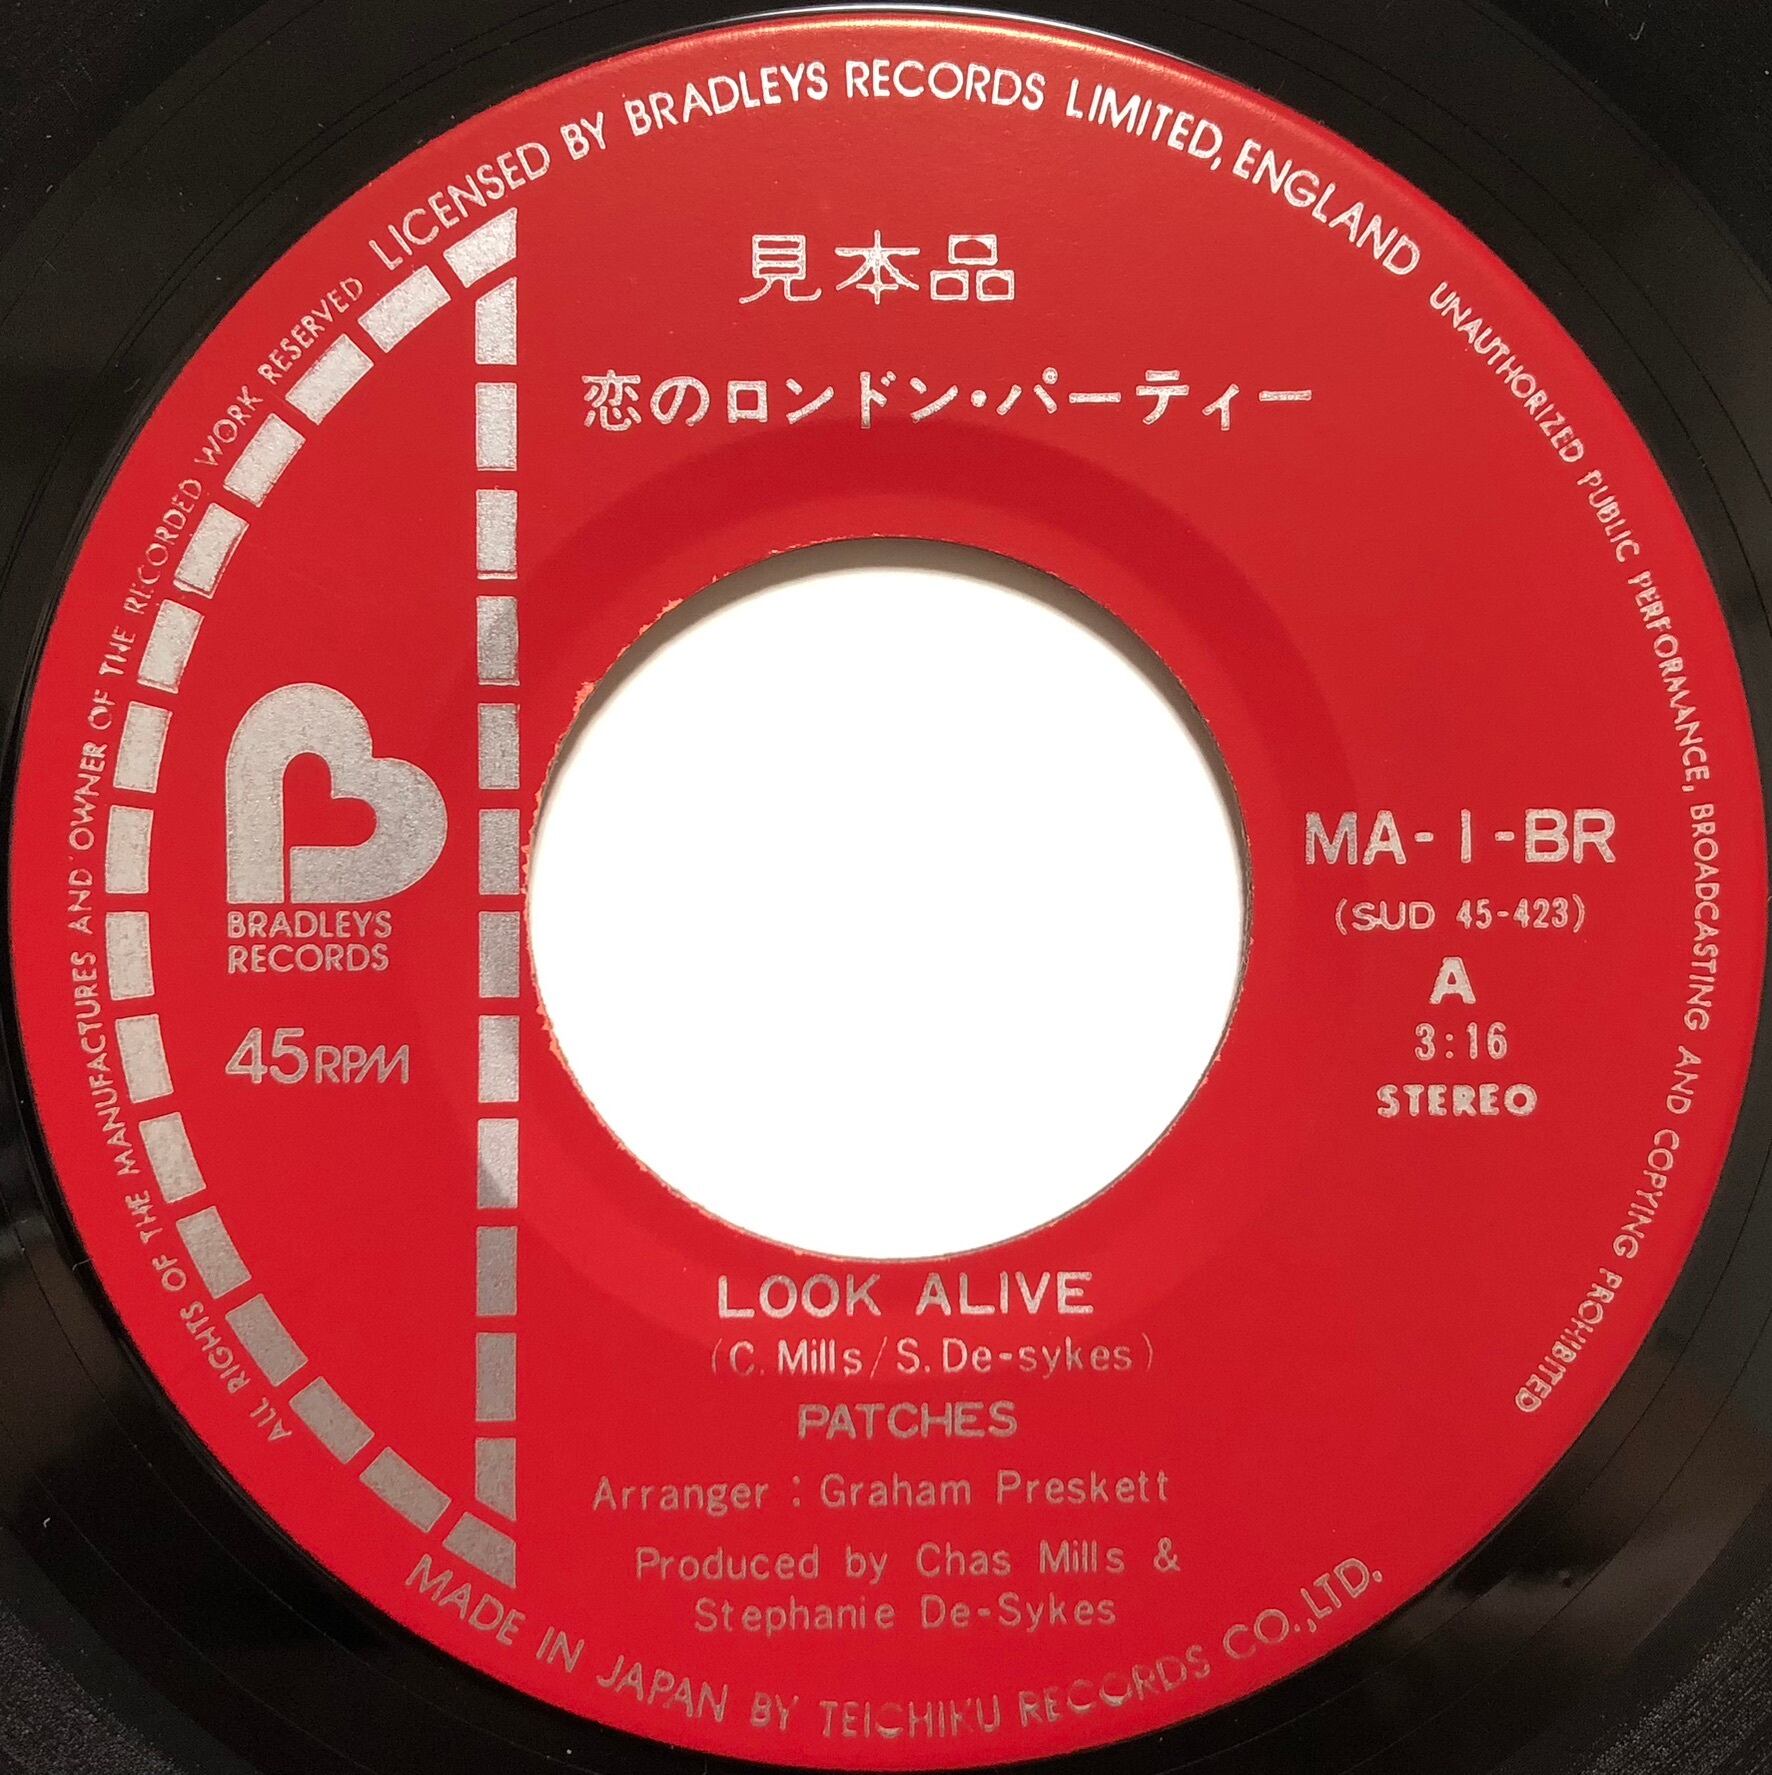 LICENSED BY BRADLEYS RECORDS LIMITED, ENGLAND
UNAUTHORIZED PUBLIC PERFORMANCE, BROADCASTING AND COPYING PROHIBITED
ALL RIGHTS OF THE MANUFACTURES AND OWNER OF THE RECORDED WORK RESERVED
見本品
恋のロンドン・パーティー
BRADLEYS
RECORDS
45RPM
MA-1-BR
(SUD 45-423)
A
3:16
STEREO
LOOK ALIVE
(C. Mills/S. De-sykes)
PATCHES
Arranger : Graham Preskett
Produced by Chas Mills &
Stephanie De-Sykes
MADE IN JAPAN BY TEICHIKU RECORDS CO.,LTD.